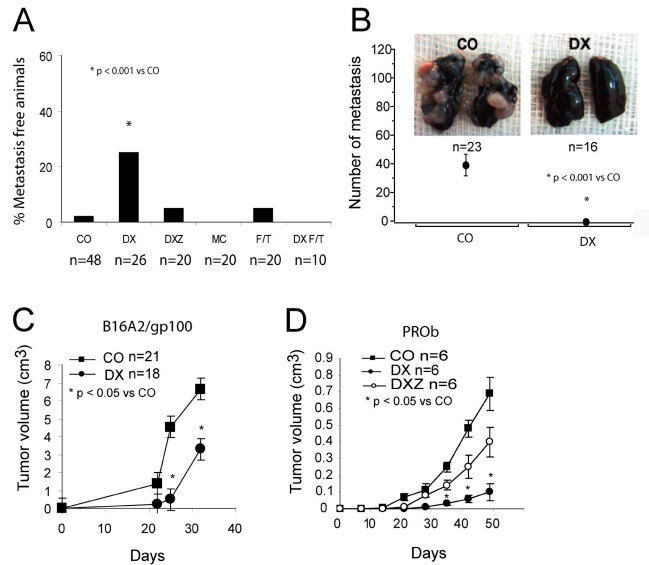 A
% Metastasis free animals
60
40
20
0
* p < 0.001 vs CO
*
CO DX DXZ MC F/T DX F/T
n=48 n=26 n=20 n=20 n=20 n=10
B
Number of metastasis
120
100
80
60
40
20
0
CO DX
n=23 n=16
* p < 0.001 vs CO
*
CO DX
C
B16A2/gp100
Tumor volume (cm3)
8
7
6
5
4
3
2
1
0
CO n=21
DX n=18
* p < 0.05 vs CO
*
*
0 10 20 30 40
Days
D
PROb
Tumor volume (cm3)
0.9
0.8
0.7
0.6
0.5
0.4
0.3
0.2
0.1
0
CO n=6
DX n=6
DXZ n=6
* p < 0.05 vs CO
* * *
0 10 20 30 40 50
Days